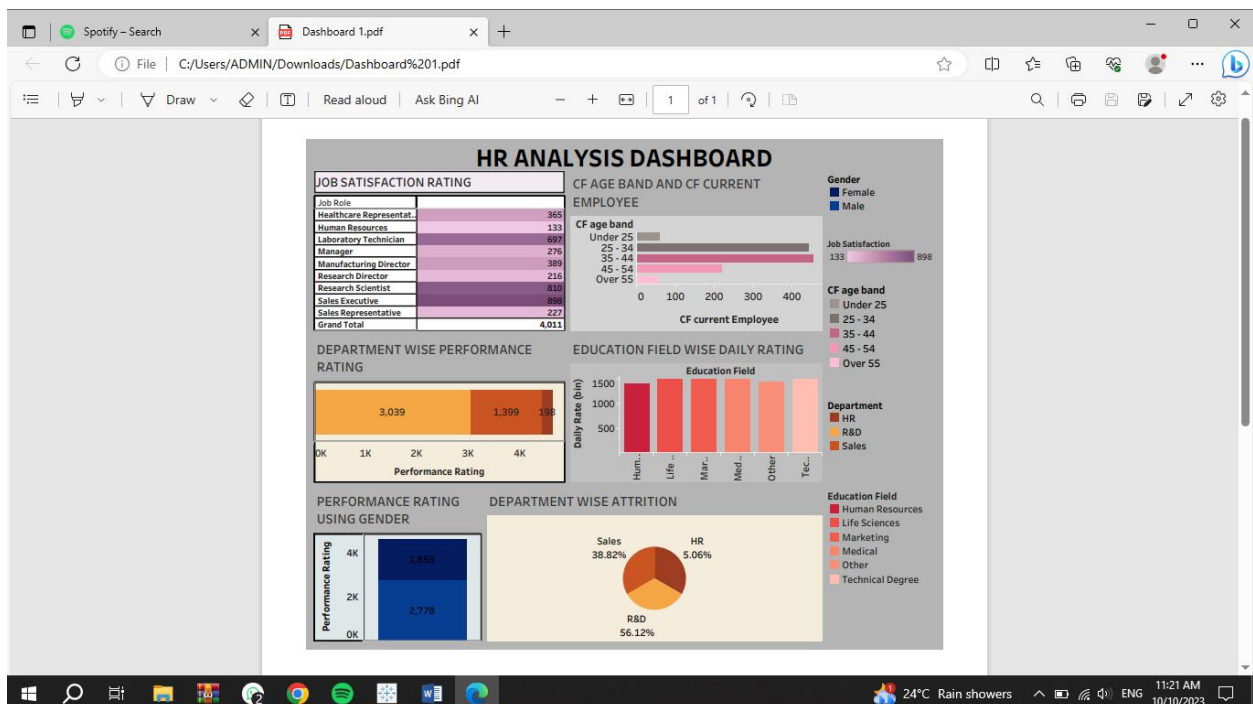 Spotify – Search
Dashboard 1.pdf
File | C:/Users/ADMIN/Downloads/Dashboard%201.pdf
Draw
Read aloud
Ask Bing AI
1 of 1
HR ANALYSIS DASHBOARD
JOB SATISFACTION RATING
Job Role
Healthcare Representat.. 365
Human Resources 133
Laboratory Technician 697
Manager 276
Manufacturing Director 389
Research Director 216
Research Scientist 810
Sales Executive 898
Sales Representative 227
Grand Total 4,011
CF AGE BAND AND CF CURRENT
EMPLOYEE
CF age band
Under 25
25 - 34
35 - 44
45 - 54
Over 55
0 100 200 300 400
CF current Employee
Gender
Female
Male
Job Satisfaction
133 898
CF age band
Under 25
25 - 34
35 - 44
45 - 54
Over 55
DEPARTMENT WISE PERFORMANCE
RATING
3,039 1,399 198
0K 1K 2K 3K 4K
Performance Rating
EDUCATION FIELD WISE DAILY RATING
Education Field
Daily Rate (bin)
1500
1000
500
Hum..
Life ..
Mar..
Med..
Other
Tec..
Department
HR
R&D
Sales
PERFORMANCE RATING
USING GENDER
Performance Rating
4K
2K
0K
1,858
2,778
DEPARTMENT WISE ATTRITION
Sales
38.82%
HR
5.06%
R&D
56.12%
Education Field
Human Resources
Life Sciences
Marketing
Medical
Other
Technical Degree
24°C Rain showers
ENG
11:21 AM
10/10/2023